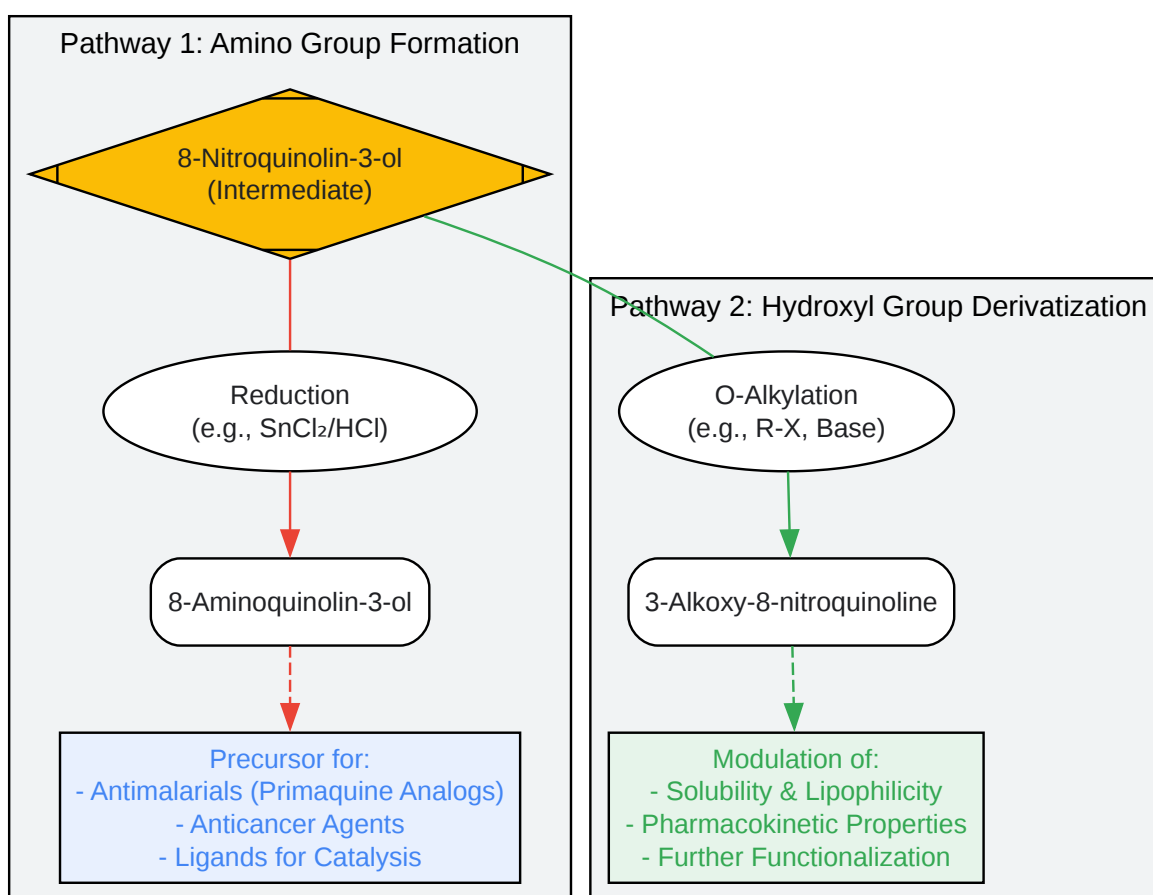 Pathway 1: Amino Group Formation
8-Nitroquinolin-3-ol
(Intermediate)
Reduction
(e.g., SnCl₂/HCl)
8-Aminoquinolin-3-ol
Precursor for:
- Antimalarials (Primaquine Analogs)
- Anticancer Agents
- Ligands for Catalysis
Pathway 2: Hydroxyl Group Derivatization
O-Alkylation
(e.g., R-X, Base)
3-Alkoxy-8-nitroquinoline
Modulation of:
- Solubility & Lipophilicity
- Pharmacokinetic Properties
- Further Functionalization